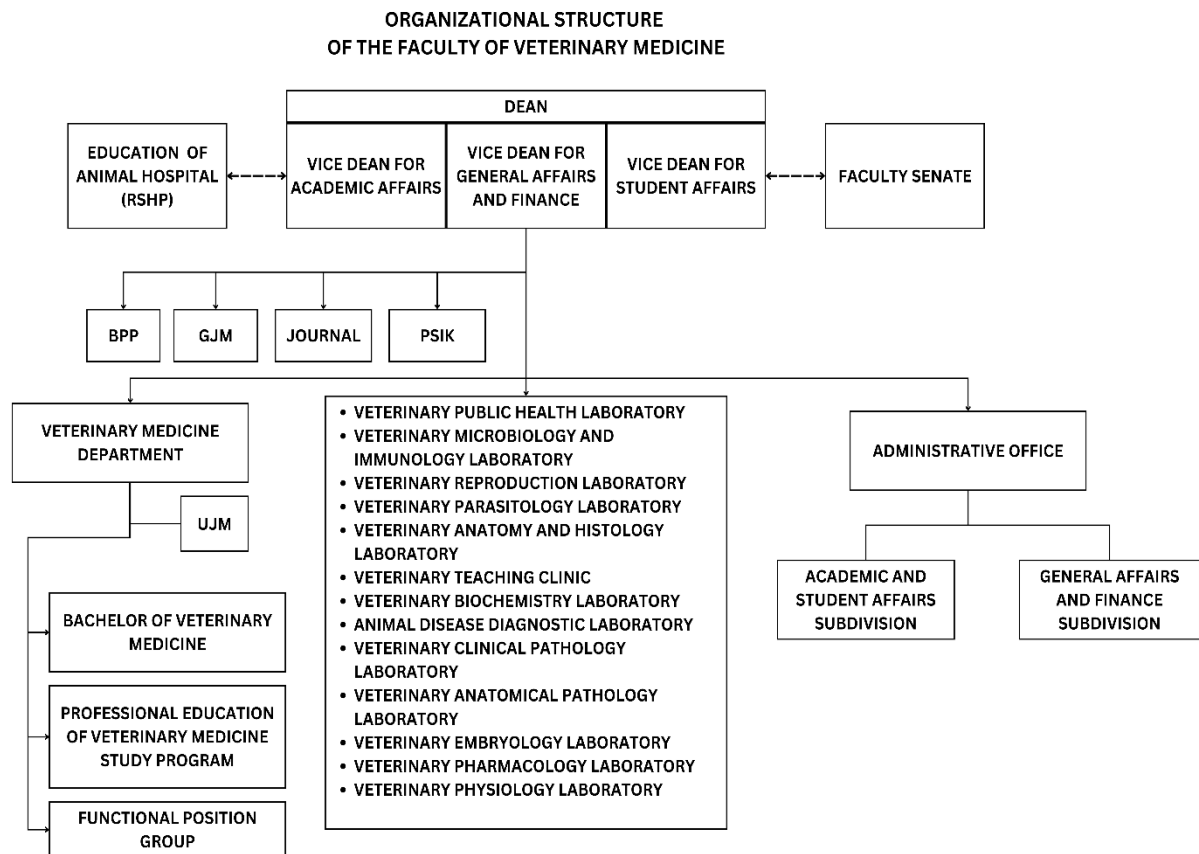 ORGANIZATIONAL STRUCTURE
OF THE FACULTY OF VETERINARY MEDICINE
DEAN
EDUCATION OF
ANIMAL HOSPITAL
(RSHP)
VICE DEAN FOR
ACADEMIC AFFAIRS
VICE DEAN FOR
GENERAL AFFAIRS
AND FINANCE
VICE DEAN FOR
STUDENT AFFAIRS
FACULTY SENATE
BPP
GJM
JOURNAL
PSIK
VETERINARY MEDICINE
DEPARTMENT
UJM
BACHELOR OF VETERINARY
MEDICINE
PROFESSIONAL EDUCATION
OF VETERINARY MEDICINE
STUDY PROGRAM
FUNCTIONAL POSITION
GROUP
• VETERINARY PUBLIC HEALTH LABORATORY
• VETERINARY MICROBIOLOGY AND
IMMUNOLOGY LABORATORY
• VETERINARY REPRODUCTION LABORATORY
• VETERINARY PARASITOLOGY LABORATORY
• VETERINARY ANATOMY AND HISTOLOGY
LABORATORY
• VETERINARY TEACHING CLINIC
• VETERINARY BIOCHEMISTRY LABORATORY
• ANIMAL DISEASE DIAGNOSTIC LABORATORY
• VETERINARY CLINICAL PATHOLOGY
LABORATORY
• VETERINARY ANATOMICAL PATHOLOGY
LABORATORY
• VETERINARY EMBRYOLOGY LABORATORY
• VETERINARY PHARMACOLOGY LABORATORY
• VETERINARY PHYSIOLOGY LABORATORY
ADMINISTRATIVE OFFICE
ACADEMIC AND
STUDENT AFFAIRS
SUBDIVISION
GENERAL AFFAIRS
AND FINANCE
SUBDIVISION